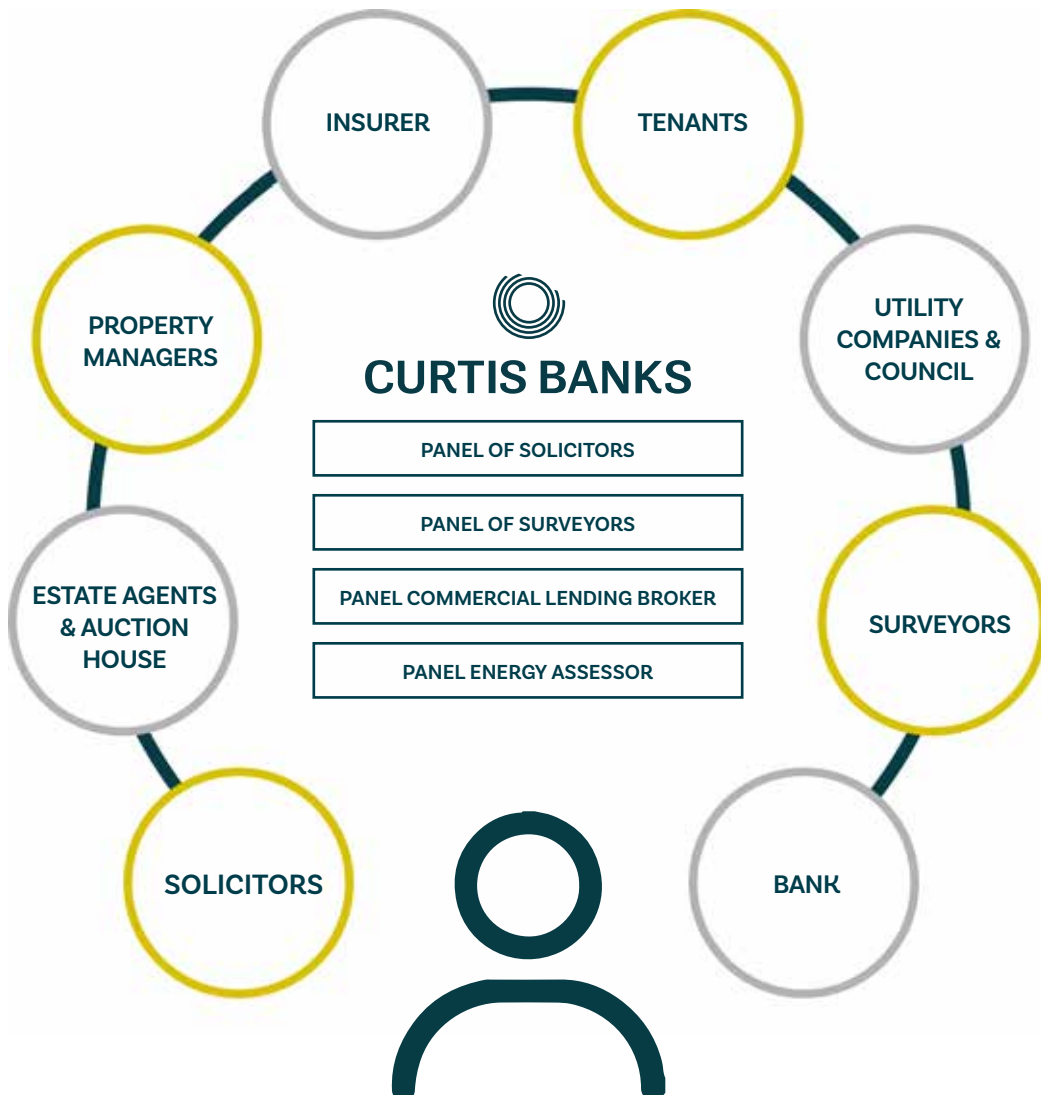 INSURER
TENANTS
PROPERTY
MANAGERS
UTILITY
COMPANIES &
COUNCIL
CURTIS BANKS
PANEL OF SOLICITORS
PANEL OF SURVEYORS
PANEL COMMERCIAL LENDING BROKER
PANEL ENERGY ASSESSOR
ESTATE AGENTS
& AUCTION
HOUSE
SURVEYORS
SOLICITORS
BANK